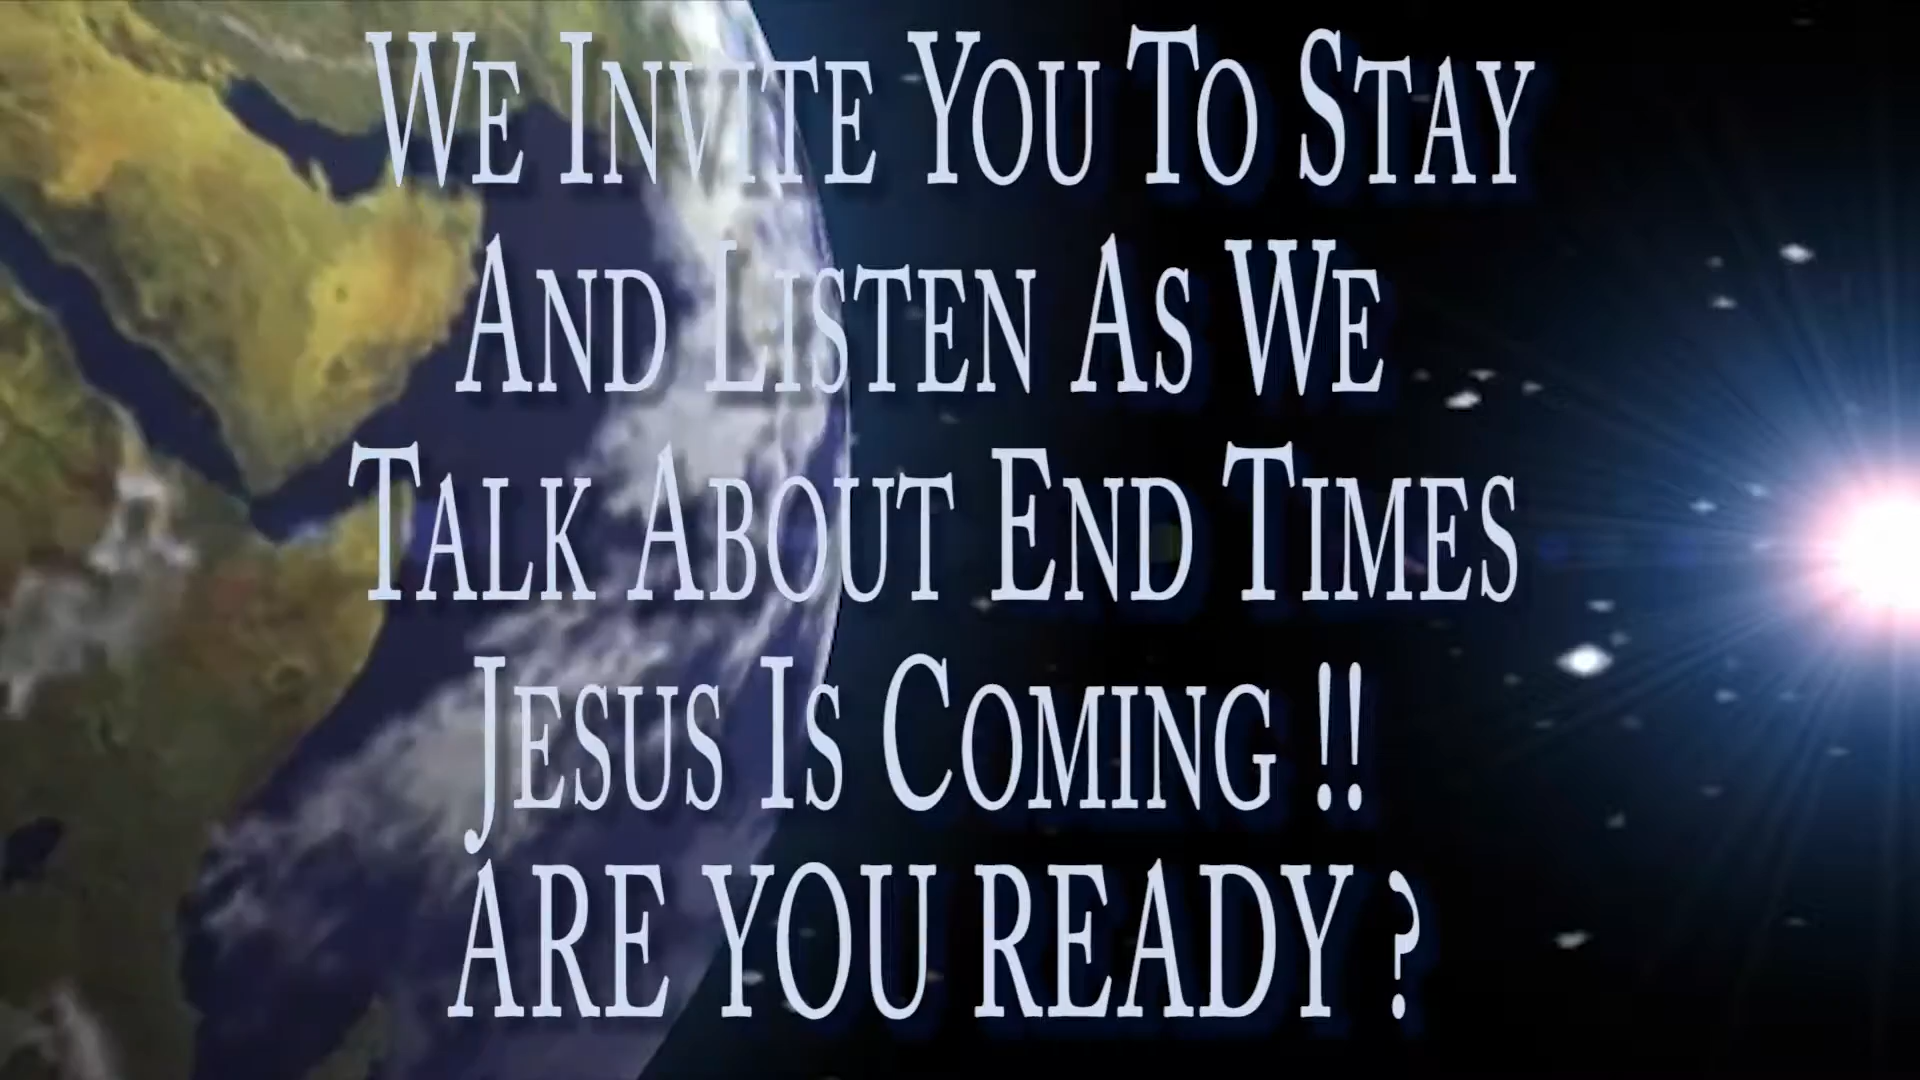 We Invite You To Stay
And Listen As We
Talk About End Times
Jesus Is Coming !!
ARE YOU READY ?